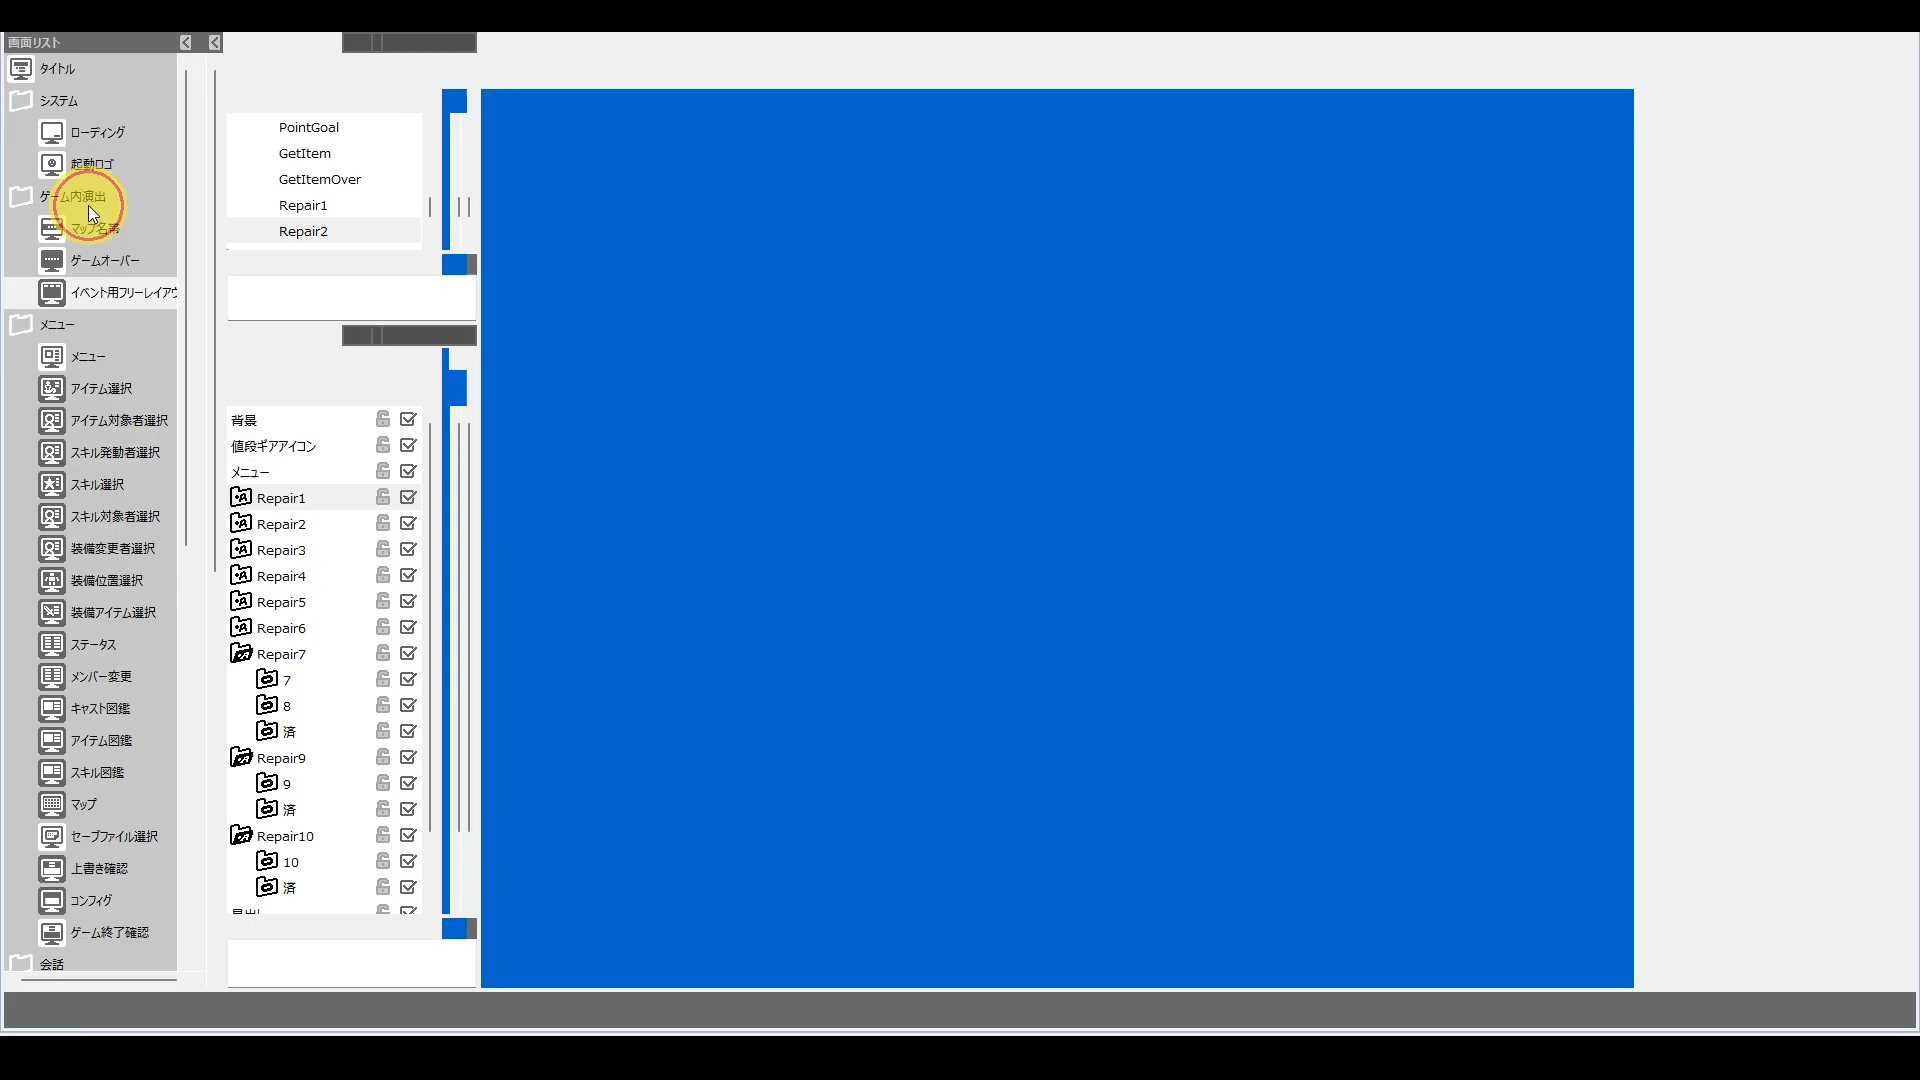 画面リスト
タイトル
システム
ローディング
起動ロゴ
ゲーム内演出
マップ名帯
ゲームオーバー
イベント用フリーレイアウ
メニュー
メニュー
アイテム選択
アイテム対象者選択
スキル発動者選択
スキル選択
スキル対象者選択
装備変更者選択
装備位置選択
装備アイテム選択
ステータス
メンバー変更
キャスト図鑑
アイテム図鑑
スキル図鑑
マップ
セーブファイル選択
上書き確認
コンフィグ
ゲーム終了確認
会話
PointGoal
GetItem
GetItemOver
Repair1
Repair2
背景
値段ギアアイコン
メニュー
Repair1
Repair2
Repair3
Repair4
Repair5
Repair6
Repair7
7
8
済
Repair9
9
済
Repair10
10
済